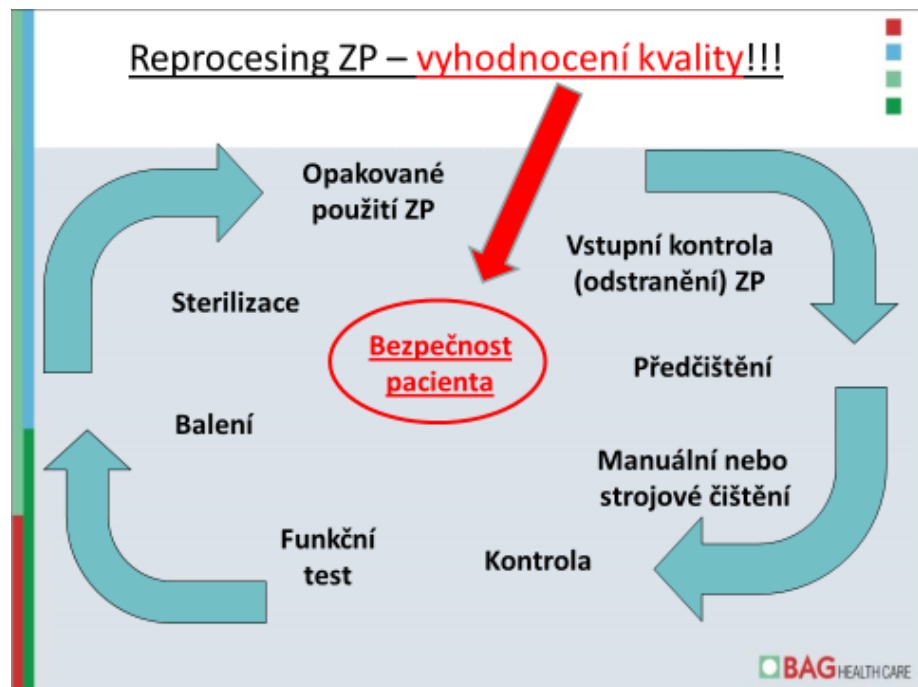 Reprocesing ZP – vyhodnocení kvality!!!
Opakované
použití ZP
Vstupní kontrola
(odstranění) ZP
Předčištění
Manuální nebo
strojové čištění
Kontrola
Funkční
test
Balení
Sterilizace
Bezpečnost
pacienta
BAG HEALTH CARE